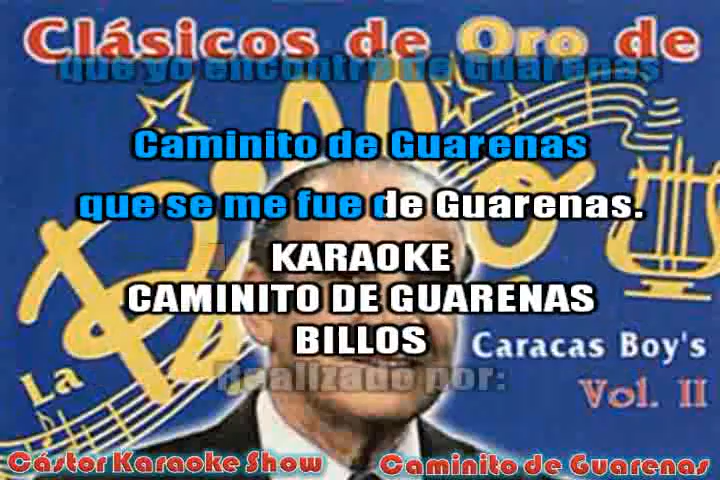 Clásicos de Oro de
que yo encontré de Guarenas
Caminito de Guarenas
que se me fue de Guarenas.
KARAOKE
CAMINITO DE GUARENAS
BILLOS
La
Caracas Boy's
Realizado por:
Vol. II
Cástor Karaoke Show
Caminito de Guarenas